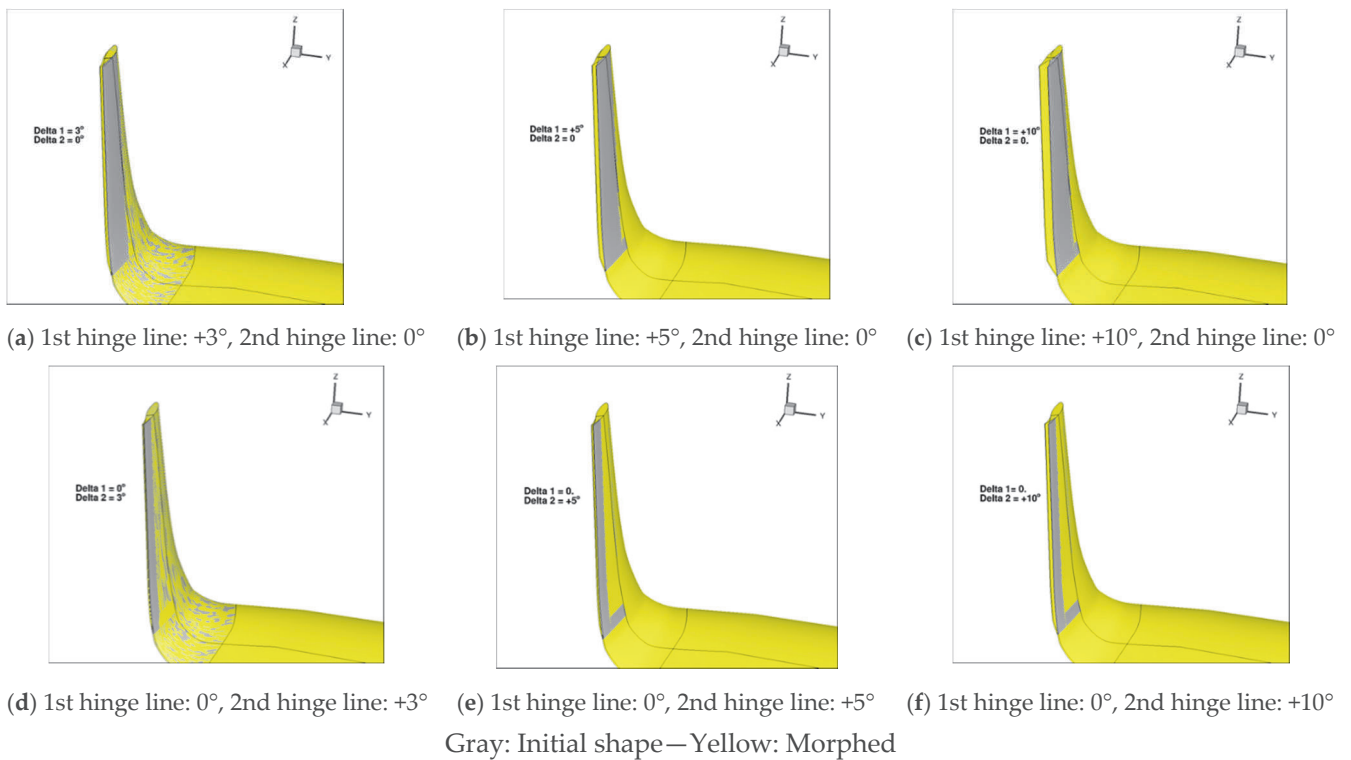 Z
Y
X
Delta 1 = 3°
Delta 2 = 0°
Z
Y
X
Delta 1 = +5°
Delta 2 = 0
Z
Y
X
Delta 1 = +10°
Delta 2 = 0.
(a) 1st hinge line: +3°, 2nd hinge line: 0°
(b) 1st hinge line: +5°, 2nd hinge line: 0°
(c) 1st hinge line: +10°, 2nd hinge line: 0°
Z
Y
X
Delta 1 = 0°
Delta 2 = 3°
Z
Y
X
Delta 1 = 0.
Delta 2 = +5°
Z
Y
X
Delta 1= 0.
Delta 2 = +10°
(d) 1st hinge line: 0°, 2nd hinge line: +3°
(e) 1st hinge line: 0°, 2nd hinge line: +5°
(f) 1st hinge line: 0°, 2nd hinge line: +10°
Gray: Initial shape—Yellow: Morphed